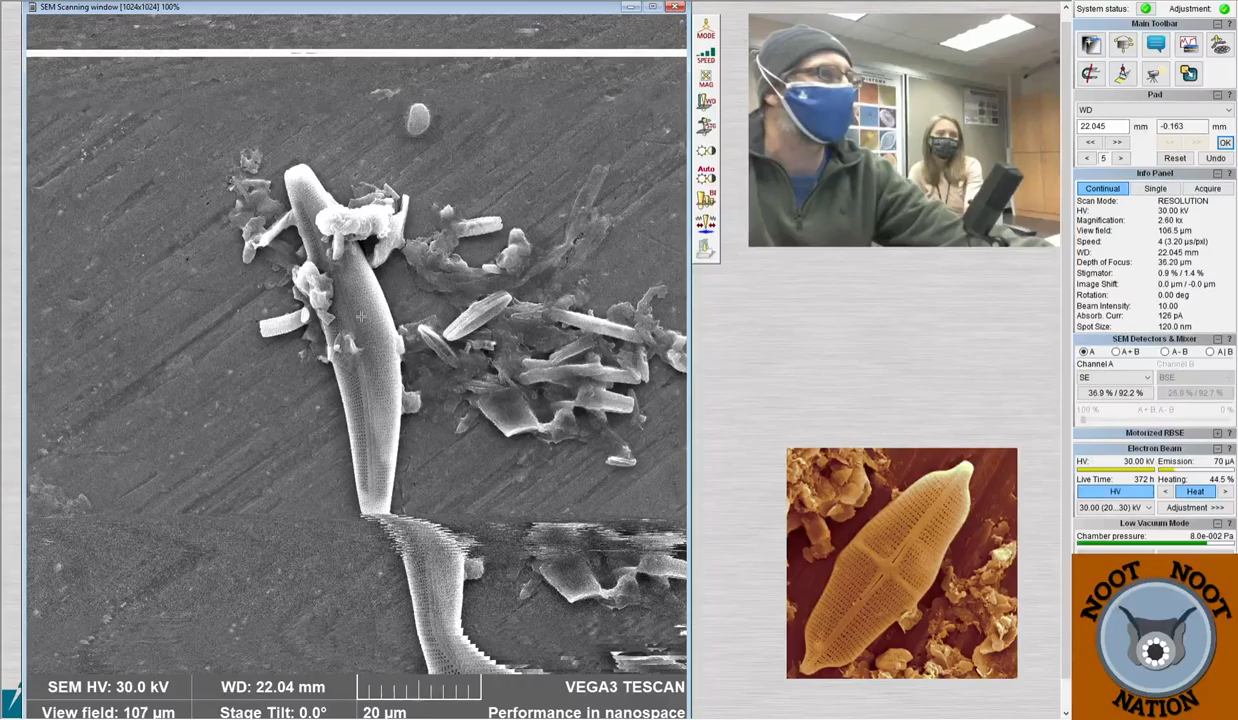 SEM Scanning window [1024x1024] 100%
MODE
SPEED
MAG
WD
STG
Auto
BI
System status:
Adjustment:
Main Toolbar
Pad
WD
22.045 mm
-0.163 mm
<< >>
>> OK
< 5 >
Reset
Undo
Info Panel
Continual
Single
Acquire
Scan Mode: RESOLUTION
HV: 30.00 kV
Magnification: 2.60 kx
View field: 106.5 µm
Speed: 4 (3.20 µs/pxl)
WD: 22.045 mm
Depth of Focus: 36.20 µm
Stigmator: 0.9 % / 1.4 %
Image Shift: 0.0 µm / -0.0 µm
Rotation: 0.00 deg
Beam Intensity: 10.00
Absorb. Curr: 126 pA
Spot Size: 120.0 nm
SEM Detectors & Mixer
A
A + B
A - B
A | B
Channel A
Channel B
SE
BSE
36.9 % / 92.2 %
100 %
A + B; A - B
0 %
Motorized RBSE
Electron Beam
HV: 30.00 kV
Emission: 70 µA
Live Time: 372 h
Heating: 44.5 %
HV
< Heat >
30.00 (20...30) kV
Adjustment >>>
Low Vacuum Mode
Chamber pressure: 8.0e-002 Pa
NOOT NOOT
NATION
SEM HV: 30.0 kV
WD: 22.04 mm
VEGA3 TESCAN
View field: 107 µm
Stage Tilt: 0.0°
20 µm
Performance in nanospace